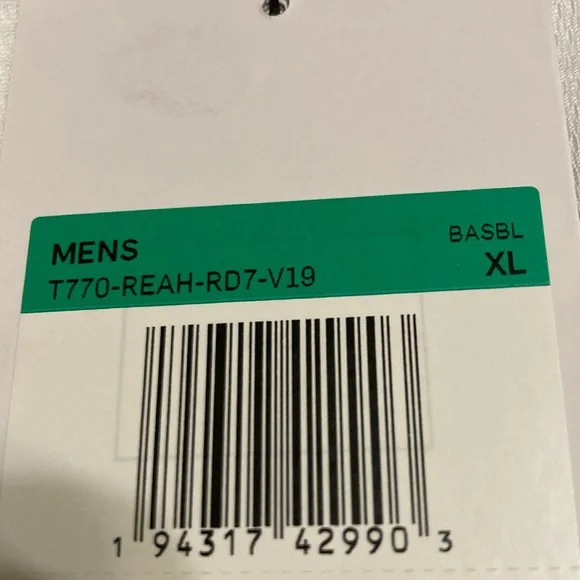 MENS
BASBL
T770-REAH-RD7-V19
XL
1 94317 42990 3